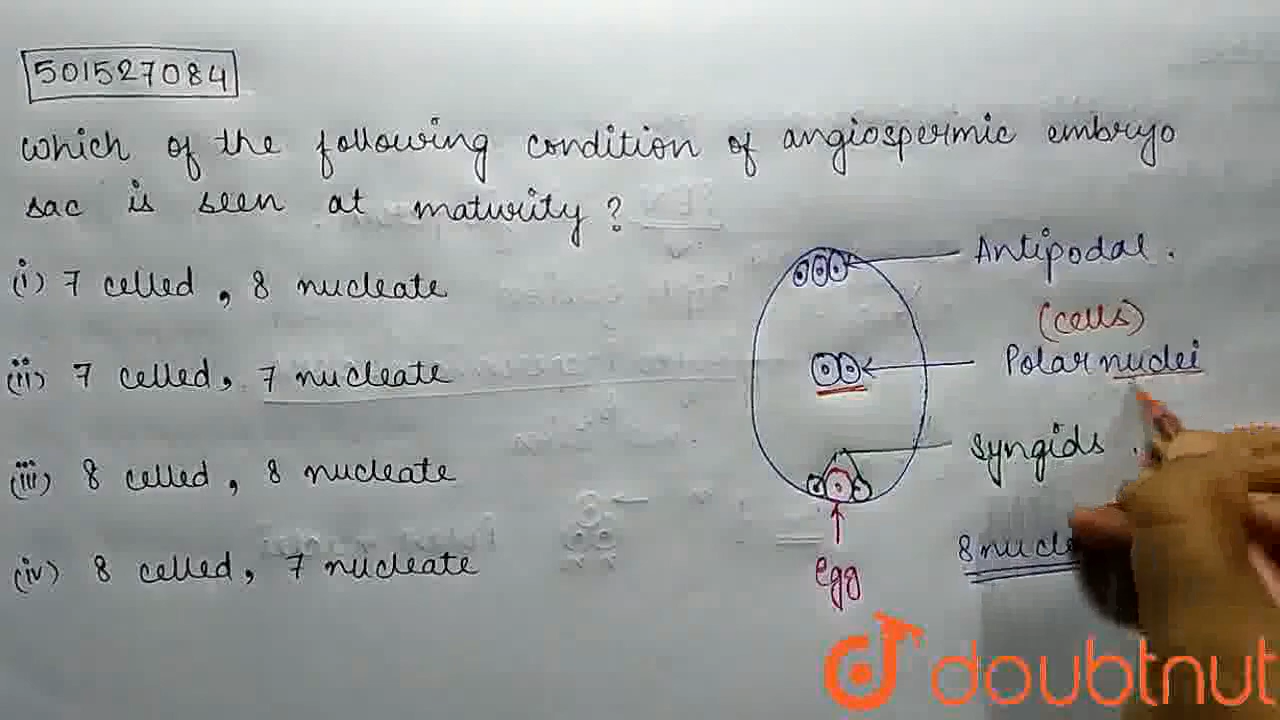 501527084
which of the following condition of angiospermic embryo
sac is seen at maturity?
(i) 7 celled, 8 nucleate
(ii) 7 celled, 7 nucleate
(iii) 8 celled, 8 nucleate
(iv) 8 celled, 7 nucleate
Antipodal.
(cells)
Polar nuclei
syngids.
egg
doubtnut